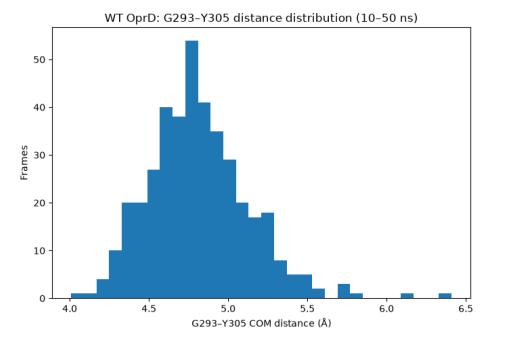 WT OprD: G293–Y305 distance distribution (10–50 ns)
50
40
30
20
10
0
Frames
4.0 4.5 5.0 5.5 6.0 6.5
G293–Y305 COM distance (Å)